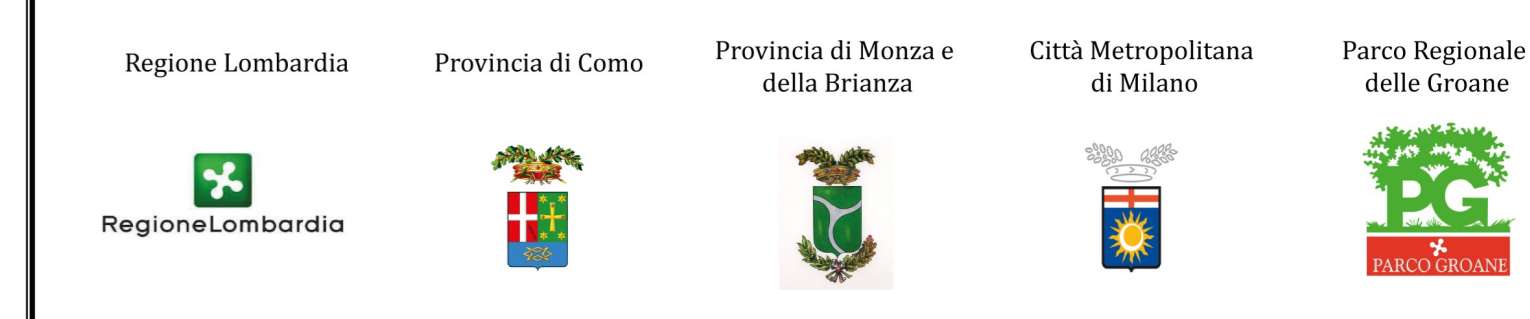 Regione Lombardia
Provincia di Como
Provincia di Monza e
della Brianza
Città Metropolitana
di Milano
Parco Regionale
delle Groane
RegioneLombardia
PG
PARCO GROANE